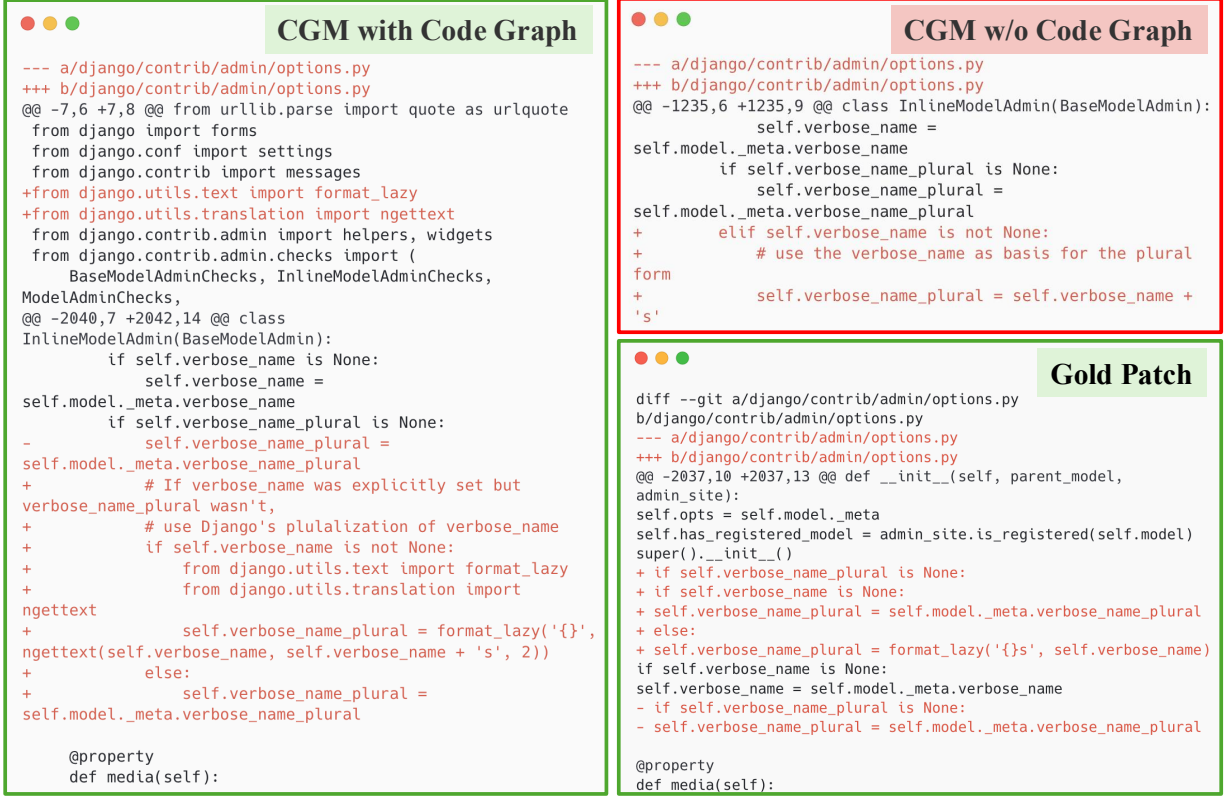 CGM with Code Graph
--- a/django/contrib/admin/options.py
+++ b/django/contrib/admin/options.py
@@ -7,6 +7,8 @@ from urllib.parse import quote as urlquote
 from django import forms
 from django.conf import settings
 from django.contrib import messages
+from django.utils.text import format_lazy
+from django.utils.translation import ngettext
 from django.contrib.admin import helpers, widgets
 from django.contrib.admin.checks import (
     BaseModelAdminChecks, InlineModelAdminChecks,
ModelAdminChecks,
@@ -2040,7 +2042,14 @@ class
InlineModelAdmin(BaseModelAdmin):
         if self.verbose_name is None:
             self.verbose_name =
self.model._meta.verbose_name
         if self.verbose_name_plural is None:
-            self.verbose_name_plural =
self.model._meta.verbose_name_plural
+            # If verbose_name was explicitly set but
verbose_name_plural wasn't,
+            # use Django's plulalization of verbose_name
+            if self.verbose_name is not None:
+                from django.utils.text import format_lazy
+                from django.utils.translation import
ngettext
+                self.verbose_name_plural = format_lazy('{}',
ngettext(self.verbose_name, self.verbose_name + 's', 2))
+            else:
+                self.verbose_name_plural =
self.model._meta.verbose_name_plural
     @property
     def media(self):
CGM w/o Code Graph
--- a/django/contrib/admin/options.py
+++ b/django/contrib/admin/options.py
@@ -1235,6 +1235,9 @@ class InlineModelAdmin(BaseModelAdmin):
             self.verbose_name =
self.model._meta.verbose_name
         if self.verbose_name_plural is None:
             self.verbose_name_plural =
self.model._meta.verbose_name_plural
+        elif self.verbose_name is not None:
+            # use the verbose_name as basis for the plural
form
+            self.verbose_name_plural = self.verbose_name +
's'
Gold Patch
diff --git a/django/contrib/admin/options.py
b/django/contrib/admin/options.py
--- a/django/contrib/admin/options.py
+++ b/django/contrib/admin/options.py
@@ -2037,10 +2037,13 @@ def __init__(self, parent_model,
admin_site):
self.opts = self.model._meta
self.has_registered_model = admin_site.is_registered(self.model)
super().__init__()
+ if self.verbose_name_plural is None:
+ if self.verbose_name is None:
+ self.verbose_name_plural = self.model._meta.verbose_name_plural
+ else:
+ self.verbose_name_plural = format_lazy('{}s', self.verbose_name)
if self.verbose_name is None:
self.verbose_name = self.model._meta.verbose_name
- if self.verbose_name_plural is None:
- self.verbose_name_plural = self.model._meta.verbose_name_plural
@property
def media(self):